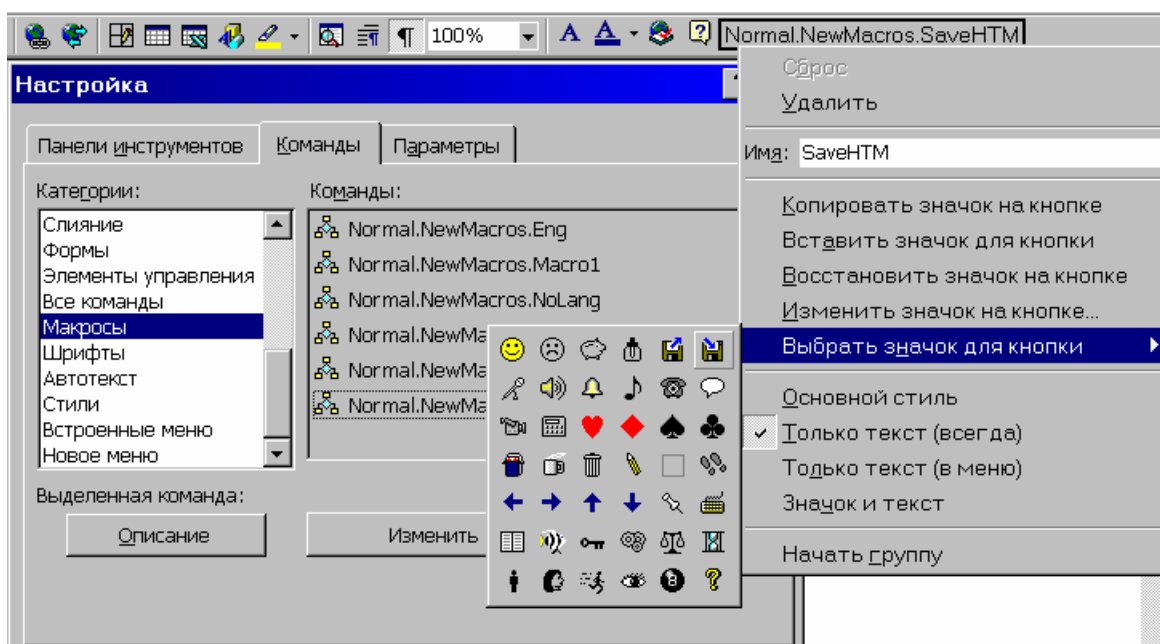 100%
Normal.NewMacros.SaveHTM
Настройка
Панели инструментов
Команды
Параметры
Категории:
Слияние
Формы
Элементы управления
Все команды
Макросы
Шрифты
Автотекст
Стили
Встроенные меню
Новое меню
Команды:
Normal.NewMacros.Eng
Normal.NewMacros.Macro1
Normal.NewMacros.NoLang
Normal.NewMa
Normal.NewMa
Normal.NewMa
Выделенная команда:
Описание
Изменить
Сброс
Удалить
Имя: SaveHTM
Копировать значок на кнопке
Вставить значок для кнопки
Восстановить значок на кнопке
Изменить значок на кнопке...
Выбрать значок для кнопки
Основной стиль
Только текст (всегда)
Только текст (в меню)
Значок и текст
Начать группу